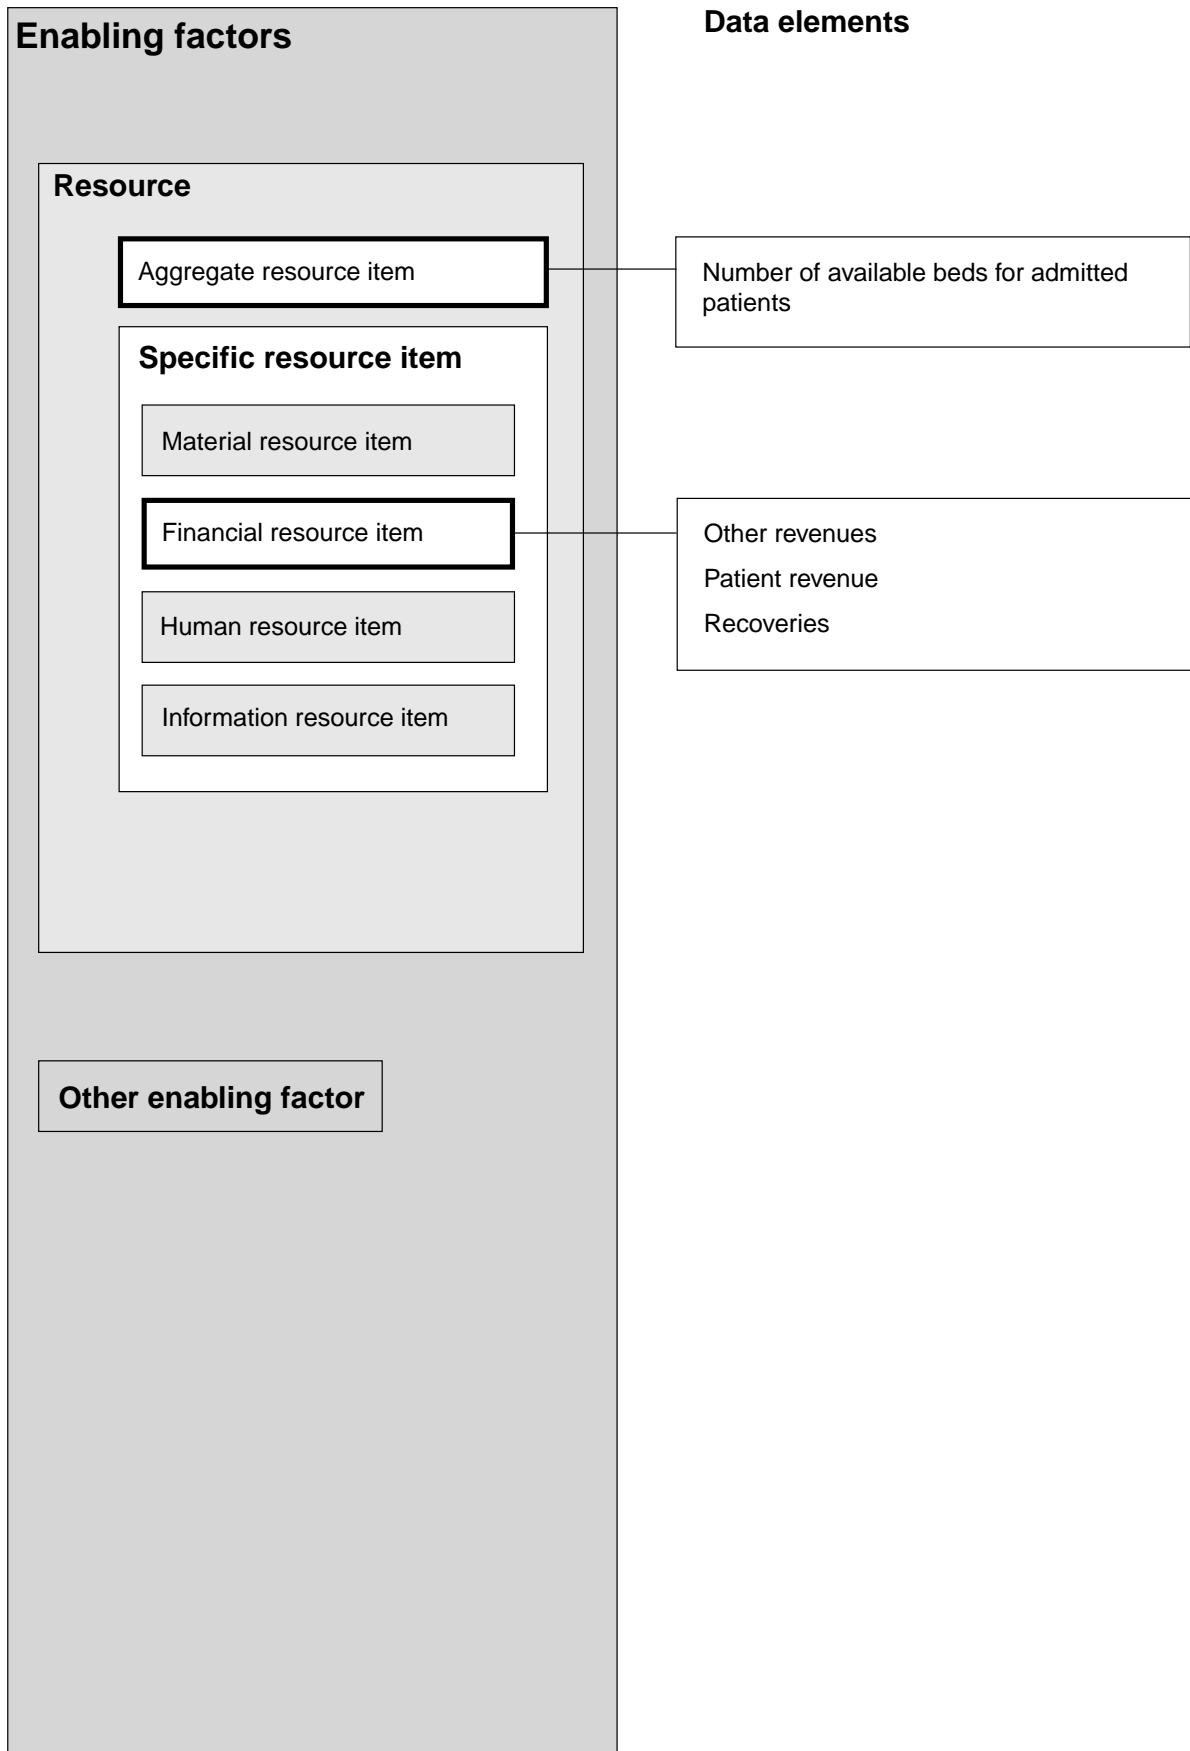 Enabling factors
Data elements
Resource
Aggregate resource item
Number of available beds for admitted
patients
Specific resource item
Material resource item
Financial resource item
Other revenues
Patient revenue
Recoveries
Human resource item
Information resource item
Other enabling factor